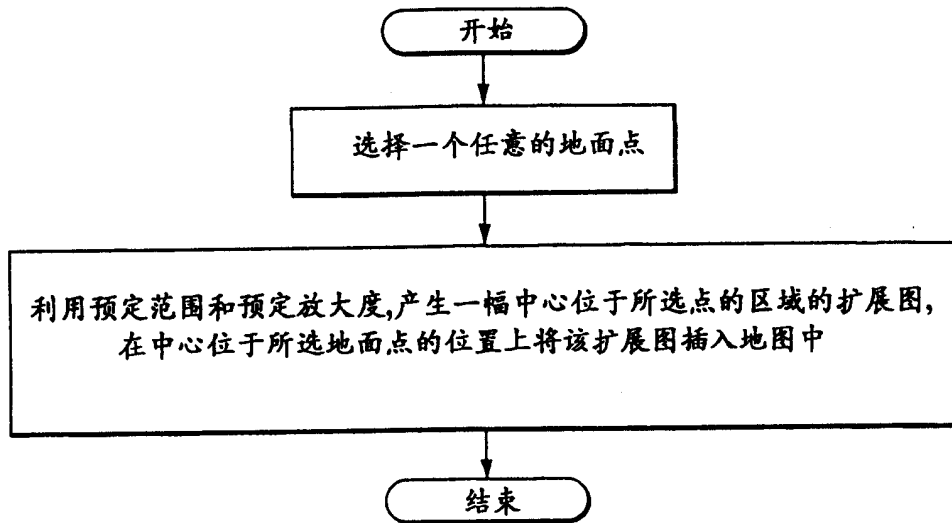 开始
选择一个任意的地面点
利用预定范围和预定放大度,产生一幅中心位于所选点的区域的扩展图,
在中心位于所选地面点的位置上将该扩展图插入地图中
结束